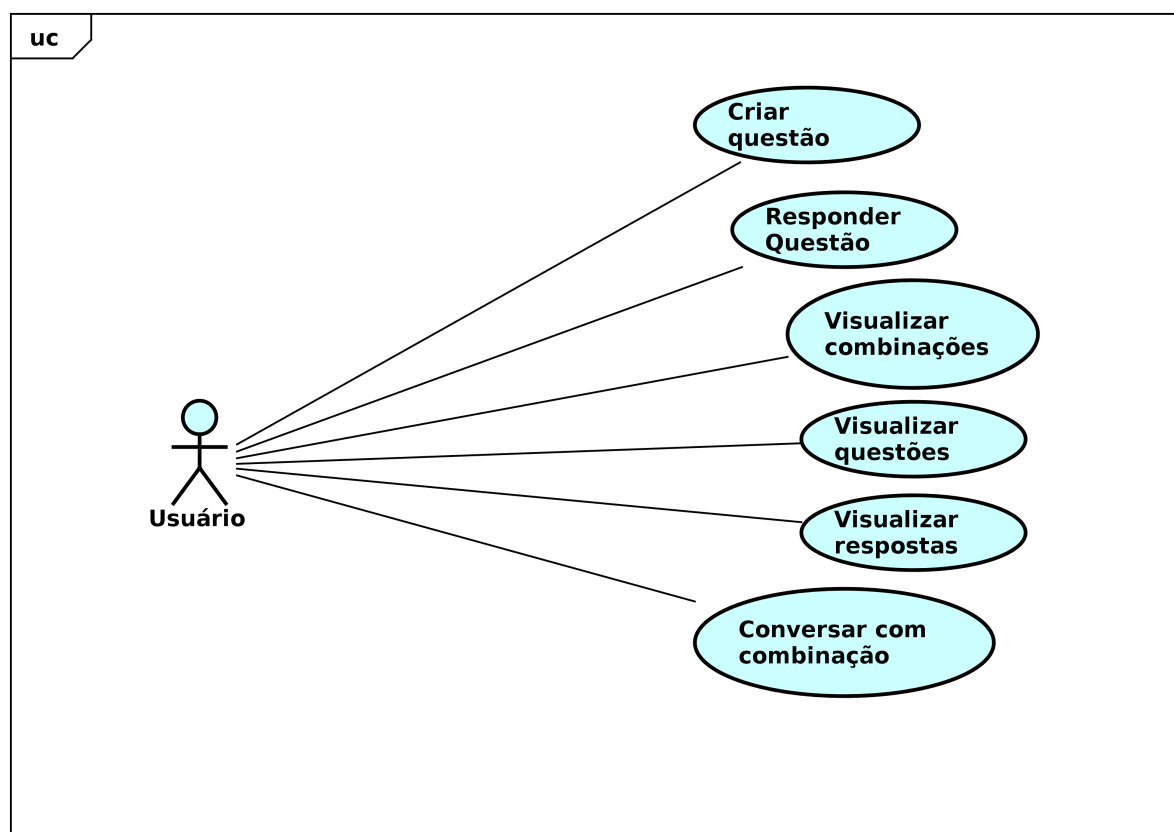 uc
Criar
questão
Responder
Questão
Visualizar
combinações
Visualizar
questões
Visualizar
respostas
Conversar com
combinação
Usuário